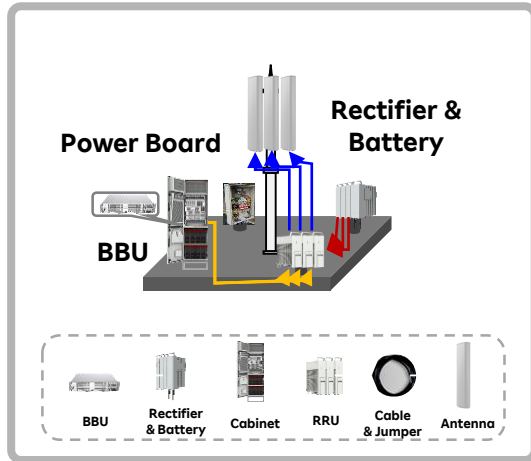 Rectifier &
Battery
Power Board
BBU
BBU
Rectifier
& Battery
Cabinet
RRU
Cable
& Jumper
Antenna